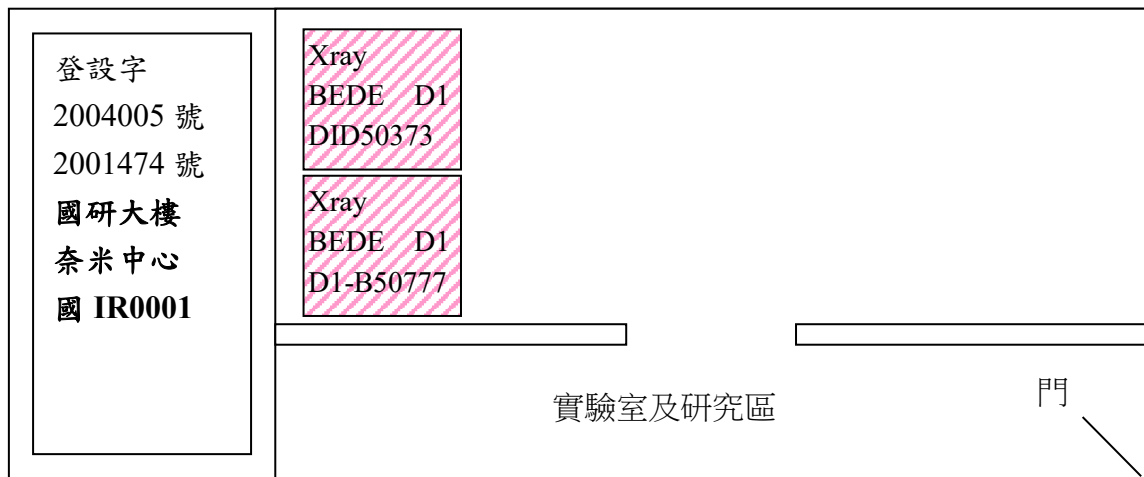 登設字
2004005 號
2001474 號
國研大樓
奈米中心
國 IR0001
Xray
BEDE D1
DID50373
Xray
BEDE D1
D1-B50777
實驗室及研究區
門